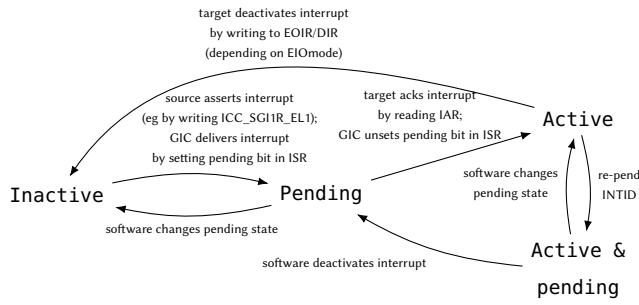 target deactivates interrupt
by writing to EOIR/DIR
(depending on EIOmode)
source asserts interrupt
(eg by writing ICC_SGI1R_EL1);
GIC delivers interrupt
by setting pending bit in ISR
target acks interrupt
by reading IAR;
GIC unsets pending bit in ISR
Active
Inactive
Pending
software changes
pending state
re-pend
INTID
software changes pending state
software deactivates interrupt
Active &
pending